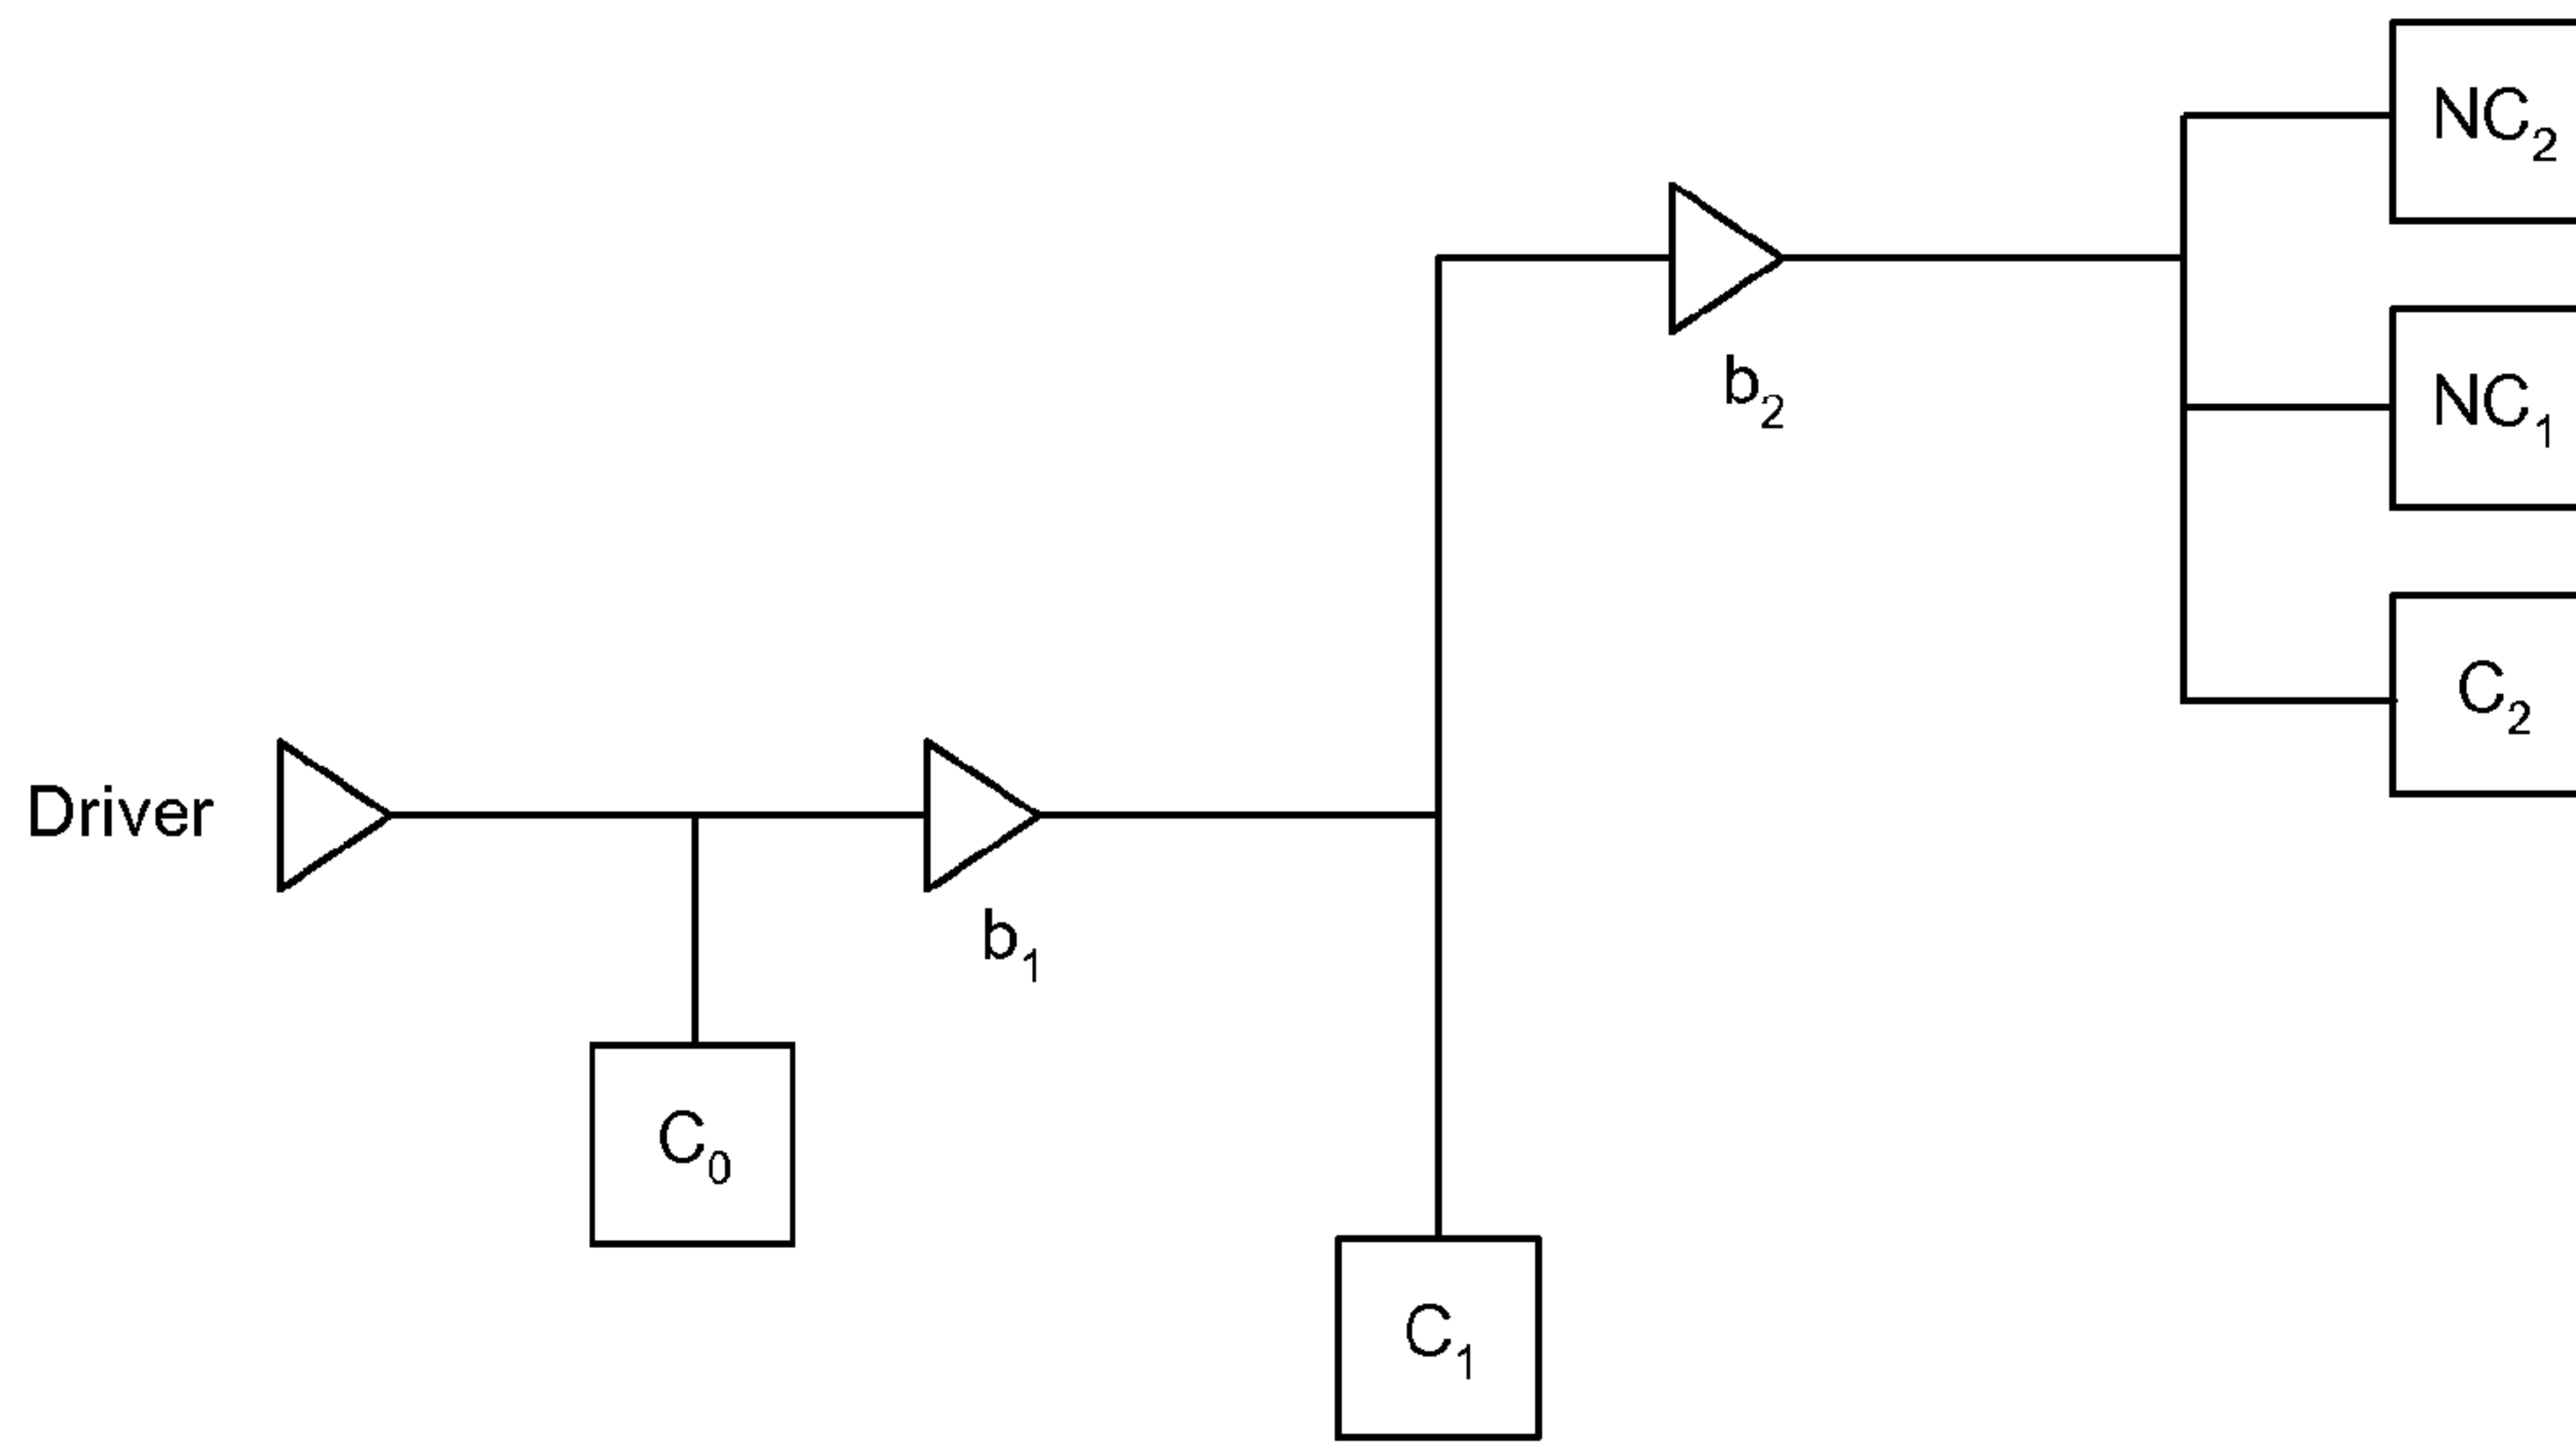 NC₂
NC₁
b₂
C₂
Driver
b₁
C₀
C₁